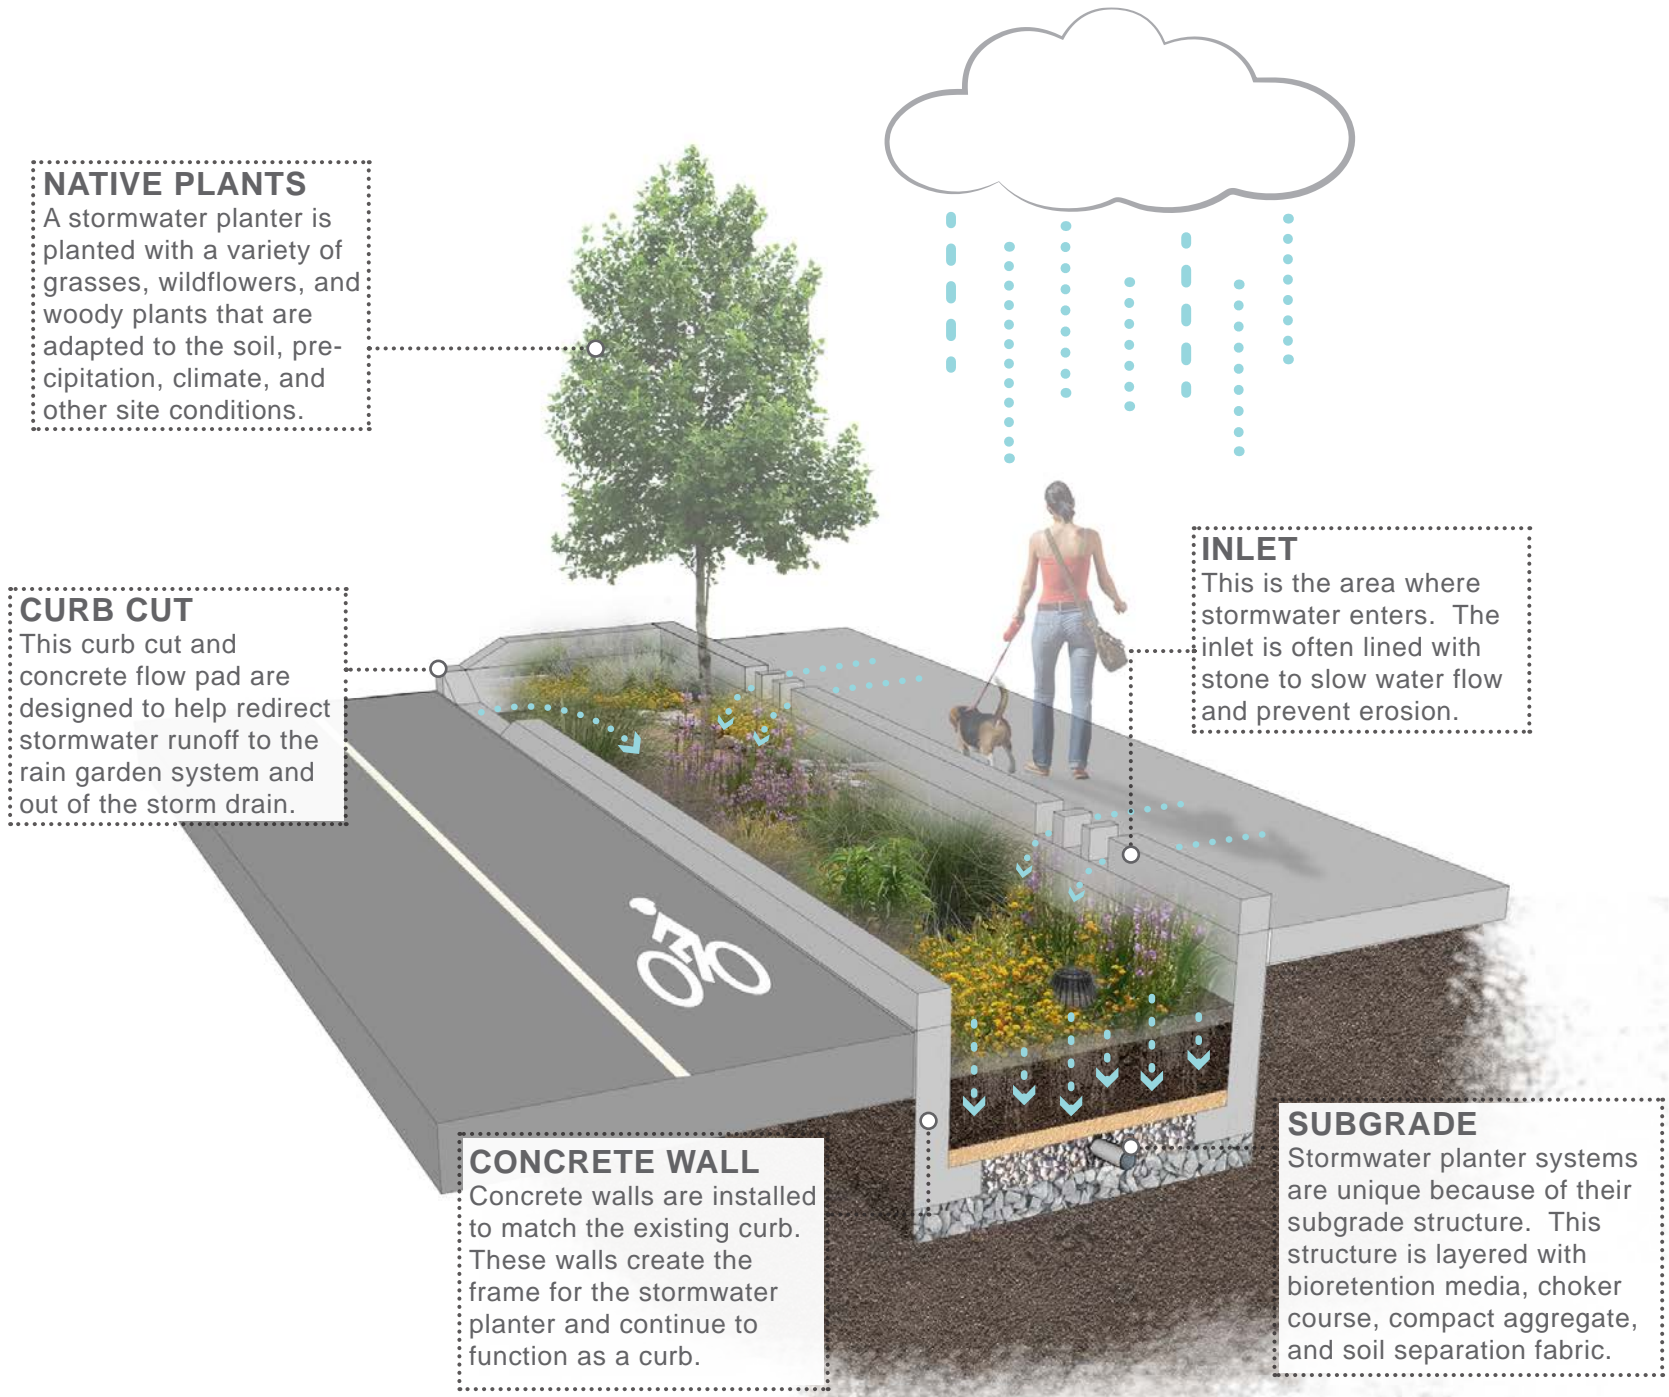 NATIVE PLANTS
A stormwater planter is
planted with a variety of
grasses, wildflowers, and
woody plants that are
adapted to the soil, pre-
cipitation, climate, and
other site conditions.
CURB CUT
This curb cut and
concrete flow pad are
designed to help redirect
stormwater runoff to the
rain garden system and
out of the storm drain.
INLET
This is the area where
stormwater enters.  The
inlet is often lined with
stone to slow water flow
and prevent erosion.
CONCRETE WALL
Concrete walls are installed
to match the existing curb.
These walls create the
frame for the stormwater
planter and continue to
function as a curb.
SUBGRADE
Stormwater planter systems
are unique because of their
subgrade structure.  This
structure is layered with
bioretention media, choker
course, compact aggregate,
and soil separation fabric.